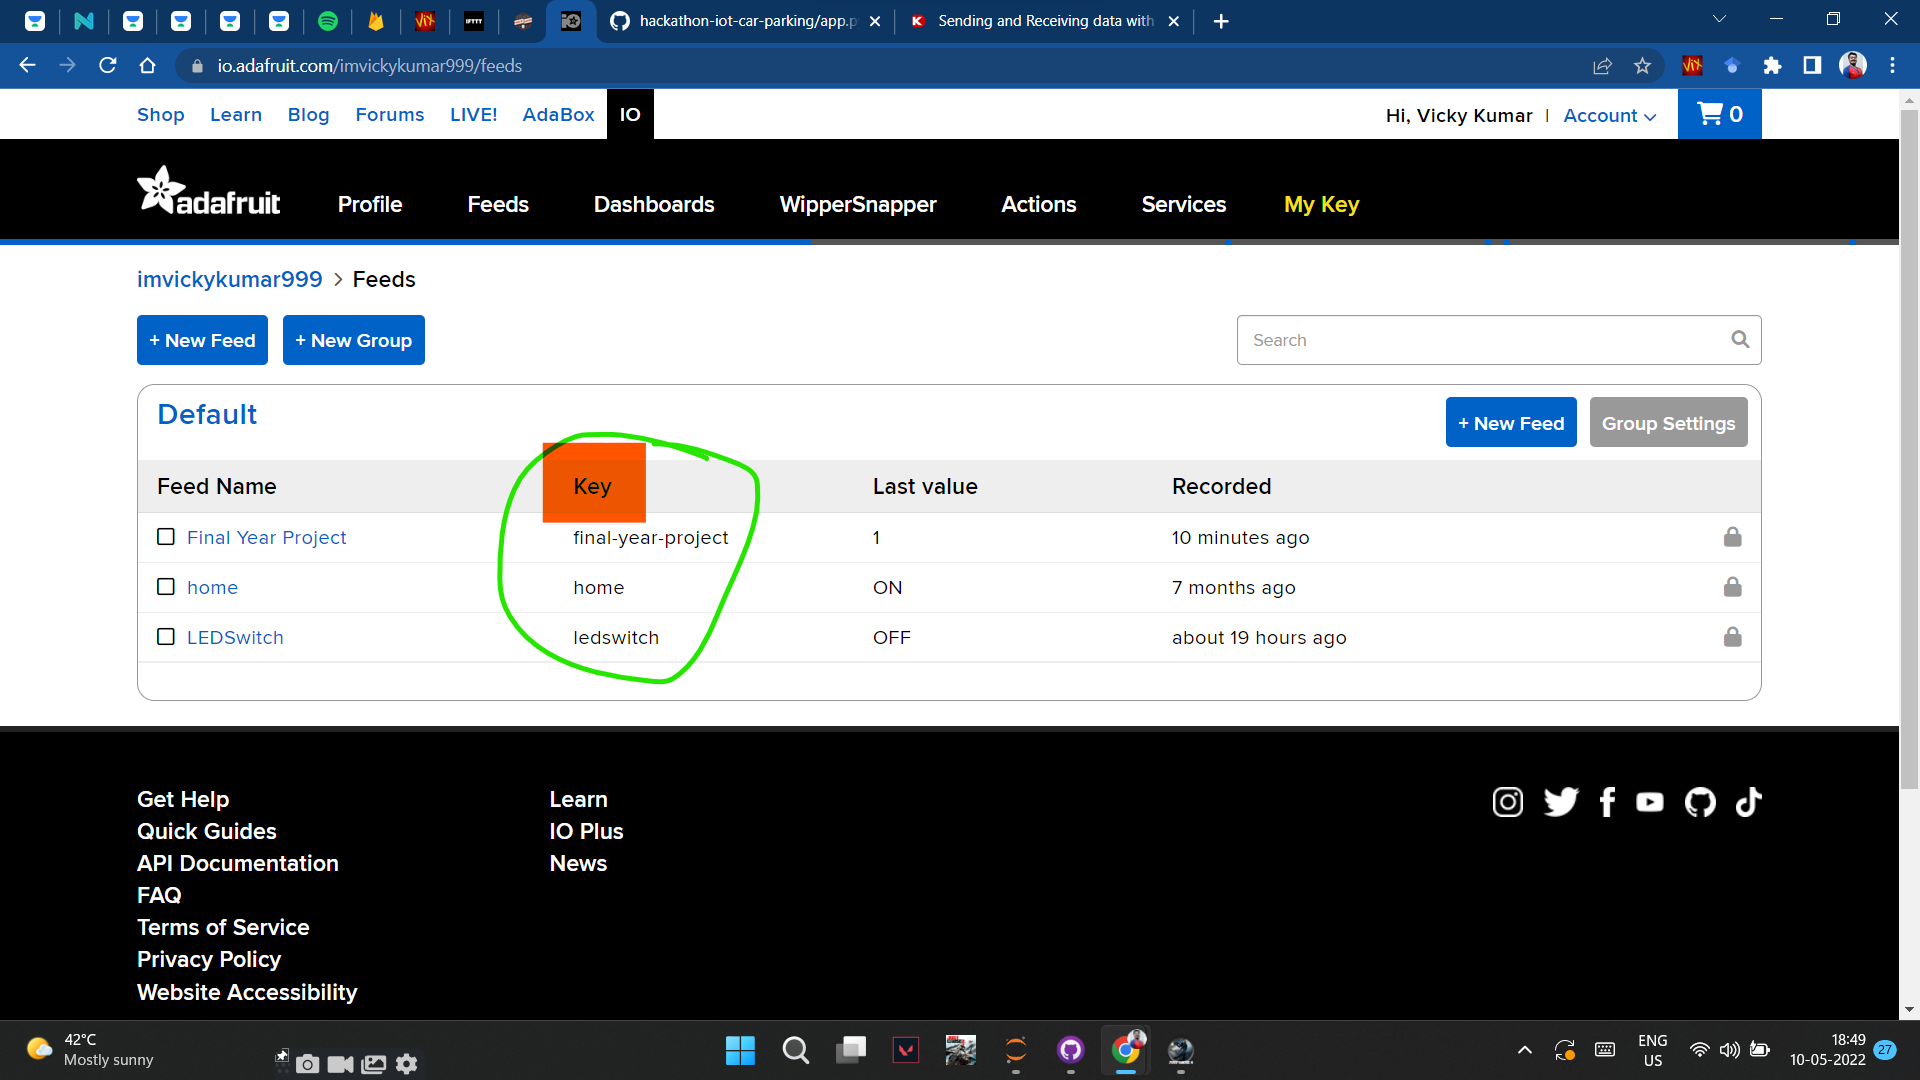 hackathon-iot-car-parking/app.p
Sending and Receiving data with
io.adafruit.com/imvickykumar999/feeds
Shop Learn Blog Forums LIVE! AdaBox IO
Hi, Vicky Kumar | Account 0
adafruit Profile Feeds Dashboards WipperSnapper Actions Services My Key
imvickykumar999 > Feeds
+ New Feed + New Group Search
Default + New Feed Group Settings
Feed Name Key Last value Recorded
Final Year Project final-year-project 1 10 minutes ago
home home ON 7 months ago
LEDSwitch ledswitch OFF about 19 hours ago
Get Help Learn
Quick Guides IO Plus
API Documentation News
FAQ
Terms of Service
Privacy Policy
Website Accessibility
42°C
Mostly sunny
ENG
US
18:49
10-05-2022
27